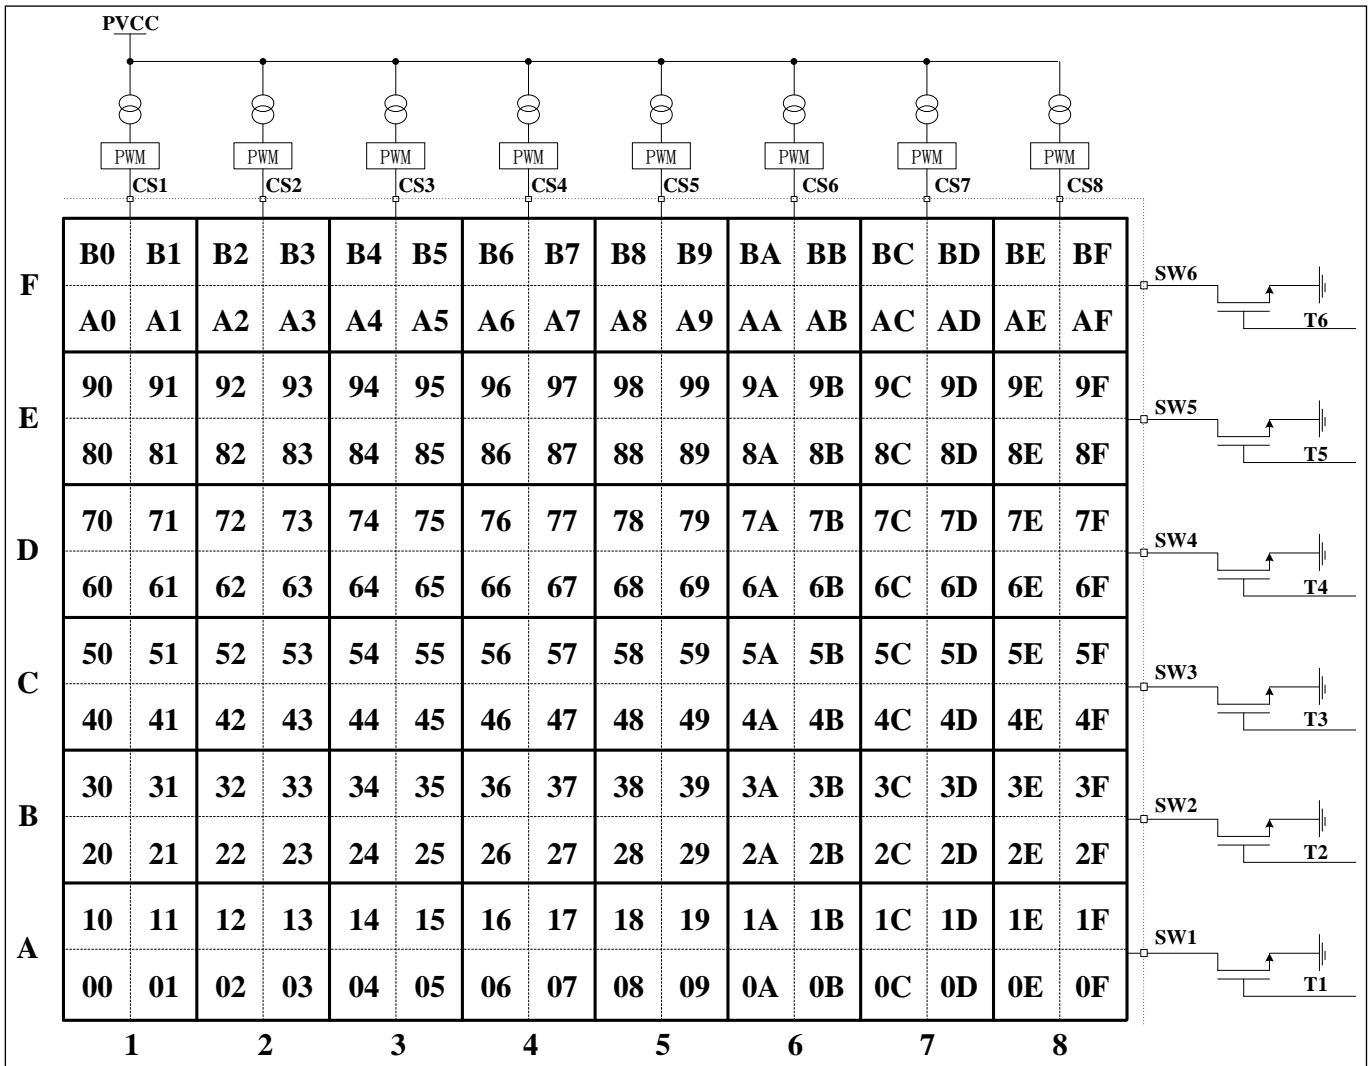 PVCC
PWM PWM PWM PWM PWM PWM PWM PWM
CS1 CS2 CS3 CS4 CS5 CS6 CS7 CS8
B0 B1 B2 B3 B4 B5 B6 B7 B8 B9 BA BB BC BD BE BF
SW6
F
A0 A1 A2 A3 A4 A5 A6 A7 A8 A9 AA AB AC AD AE AF
T6
90 91 92 93 94 95 96 97 98 99 9A 9B 9C 9D 9E 9F
SW5
E
80 81 82 83 84 85 86 87 88 89 8A 8B 8C 8D 8E 8F
T5
70 71 72 73 74 75 76 77 78 79 7A 7B 7C 7D 7E 7F
SW4
D
60 61 62 63 64 65 66 67 68 69 6A 6B 6C 6D 6E 6F
T4
50 51 52 53 54 55 56 57 58 59 5A 5B 5C 5D 5E 5F
SW3
C
40 41 42 43 44 45 46 47 48 49 4A 4B 4C 4D 4E 4F
T3
30 31 32 33 34 35 36 37 38 39 3A 3B 3C 3D 3E 3F
SW2
B
20 21 22 23 24 25 26 27 28 29 2A 2B 2C 2D 2E 2F
T2
10 11 12 13 14 15 16 17 18 19 1A 1B 1C 1D 1E 1F
SW1
A
00 01 02 03 04 05 06 07 08 09 0A 0B 0C 0D 0E 0F
T1
1 2 3 4 5 6 7 8